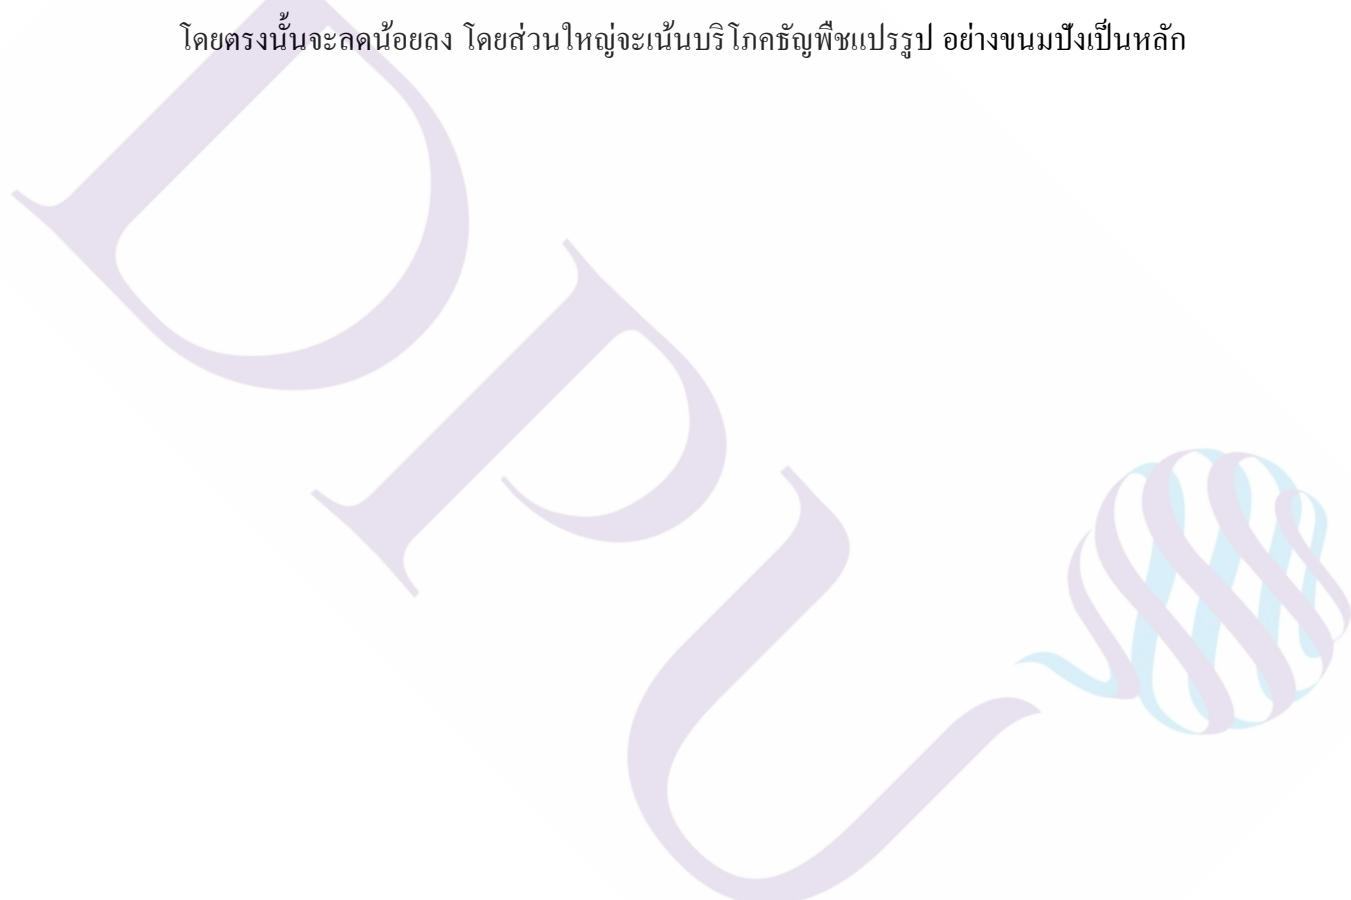 โดยตรงนั้นจะลดน้อยลง โดยส่วนใหญ่จะเน้นบริโภคธัญพืชแปรรูป อย่างขนมปังเป็นหลัก
DPU